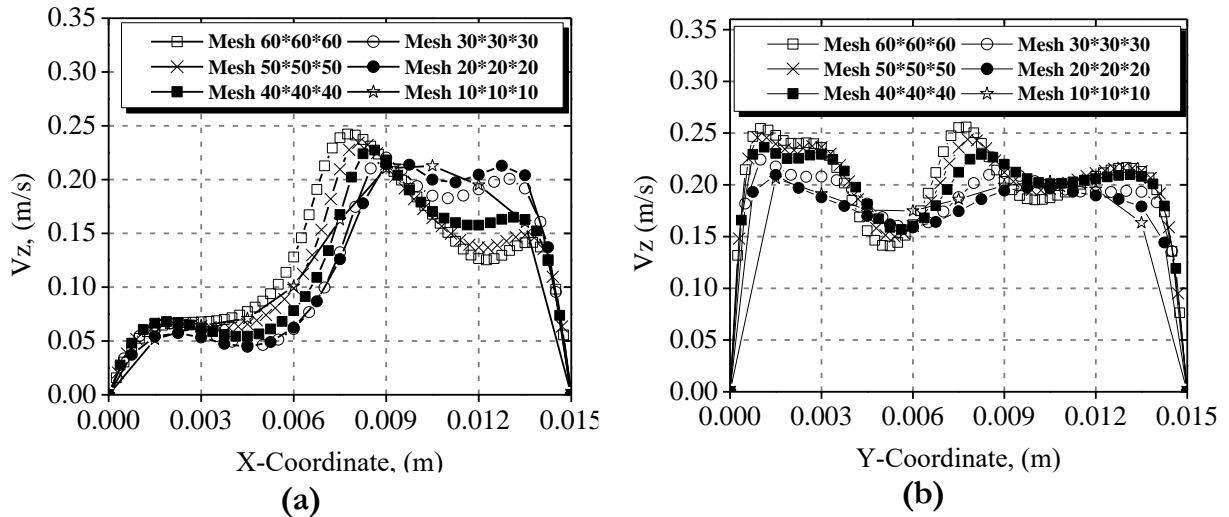 0.35
0.30
0.25
0.20
0.15
0.10
0.05
0.00
Vz, (m/s)
Mesh 60*60*60 Mesh 30*30*30
Mesh 50*50*50 Mesh 20*20*20
Mesh 40*40*40 Mesh 10*10*10
0.000 0.003 0.006 0.009 0.012 0.015
X-Coordinate, (m)
(a)
0.35
0.30
0.25
0.20
0.15
0.10
0.05
0.00
Vz (m/s)
Mesh 60*60*60 Mesh 30*30*30
Mesh 50*50*50 Mesh 20*20*20
Mesh 40*40*40 Mesh 10*10*10
0.000 0.003 0.006 0.009 0.012 0.015
Y-Coordinate, (m)
(b)